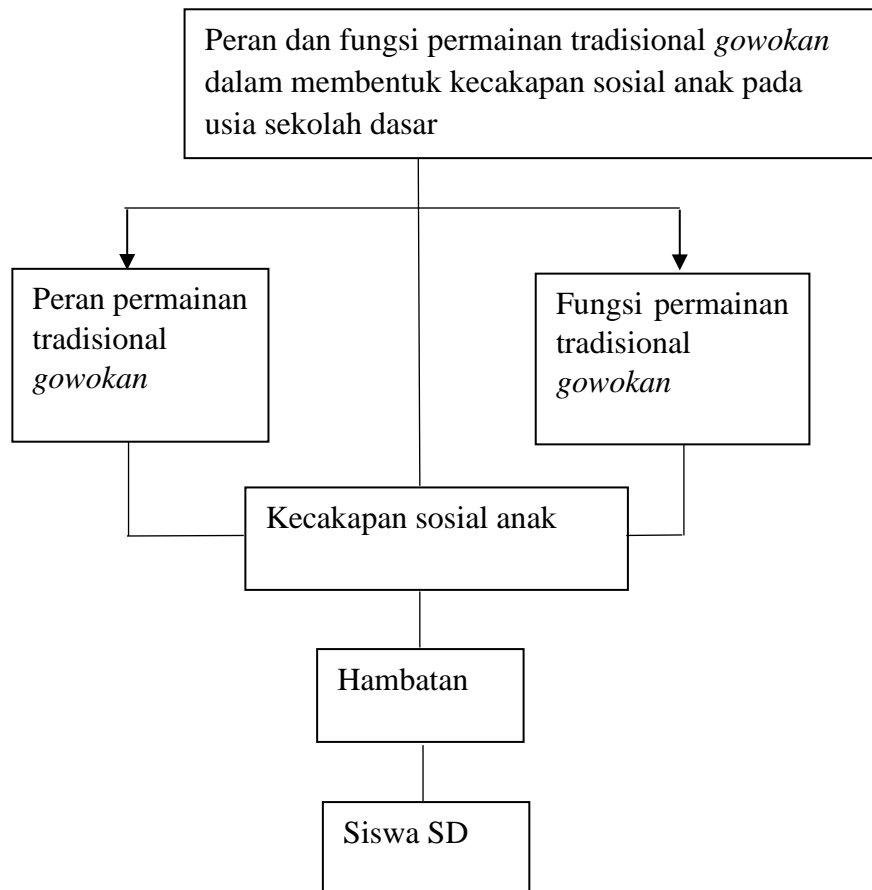 Peran dan fungsi permainan tradisional gowokan
dalam membentuk kecakapan sosial anak pada
usia sekolah dasar
Peran permainan
tradisional
gowokan
Fungsi permainan
tradisional
gowokan
Kecakapan sosial anak
Hambatan
Siswa SD